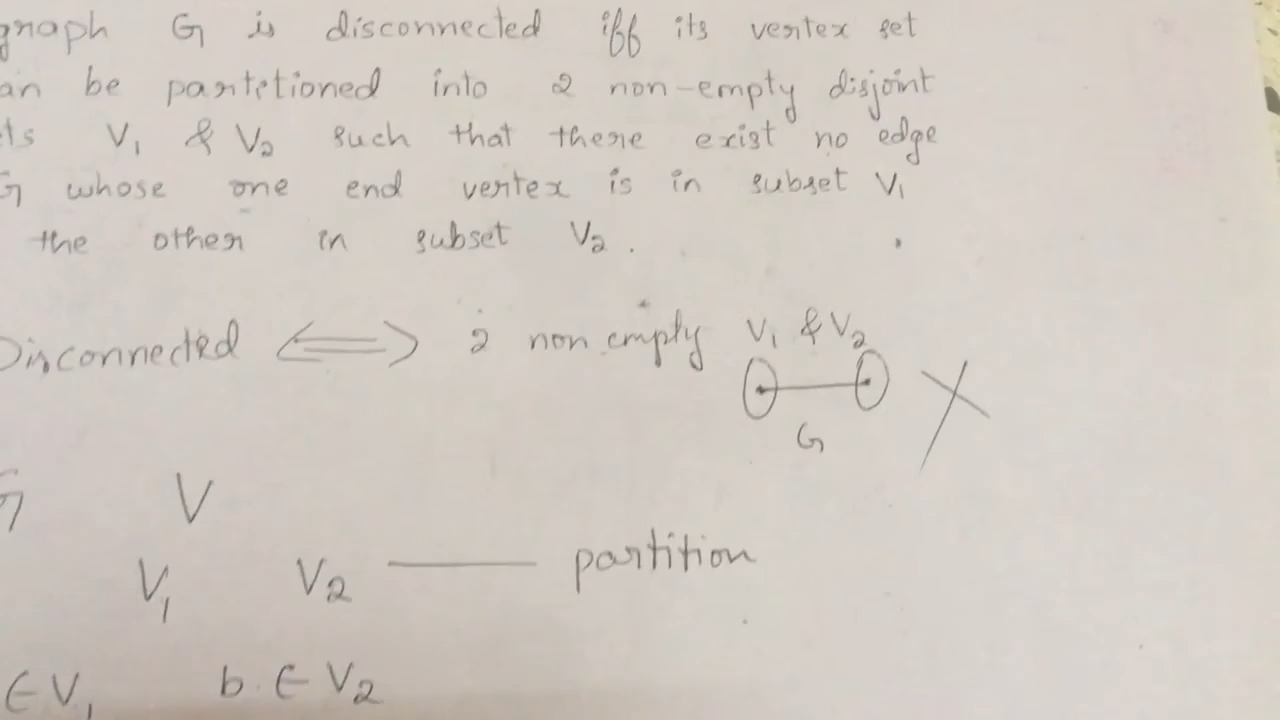 graph G is disconnected iff its vertex set
an be partitioned into 2 non-empty disjoint
ts V1 & V2 such that there exist no edge
G whose one end vertex is in subset V1
the other in subset V2.
Disconnected ⟺ 2 non empty V1 & V2
G
G V
V1 V2 — partition
∈ V1 b ∈ V2